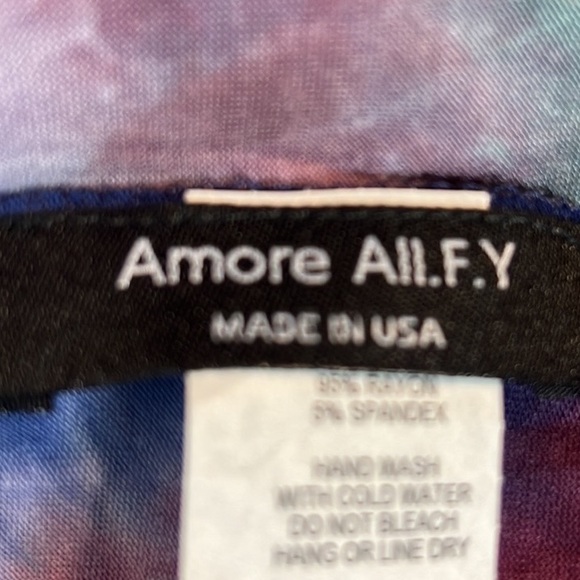 Amore All.F.Y
MADE IN USA
95% RAYON
5% SPANDEX
HAND WASH
WITH COLD WATER
DO NOT BLEACH
HANG OR LINE DRY